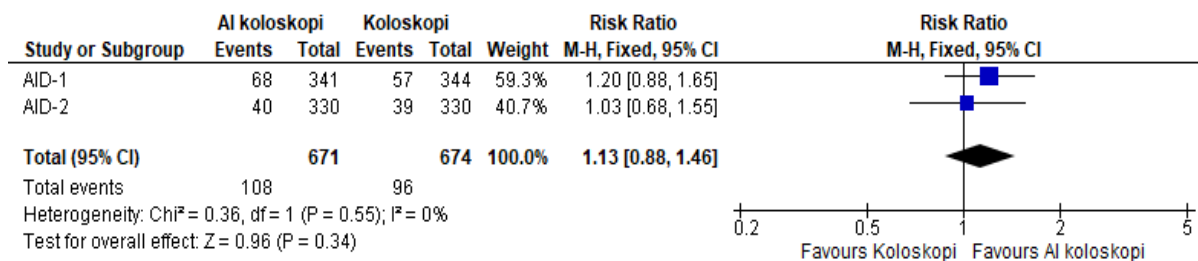 AI koloskopi Koloskopi Risk Ratio Risk Ratio
Study or Subgroup Events Total Events Total Weight M-H, Fixed, 95% CI M-H, Fixed, 95% CI
AID-1 68 341 57 344 59.3% 1.20 [0.88, 1.65]
AID-2 40 330 39 330 40.7% 1.03 [0.68, 1.55]
Total (95% CI) 671 674 100.0% 1.13 [0.88, 1.46]
Total events 108 96
Heterogeneity: Chi² = 0.36, df = 1 (P = 0.55); I² = 0%
Test for overall effect: Z = 0.96 (P = 0.34)
0.2 0.5 1 2 5
Favours Koloskopi Favours AI koloskopi